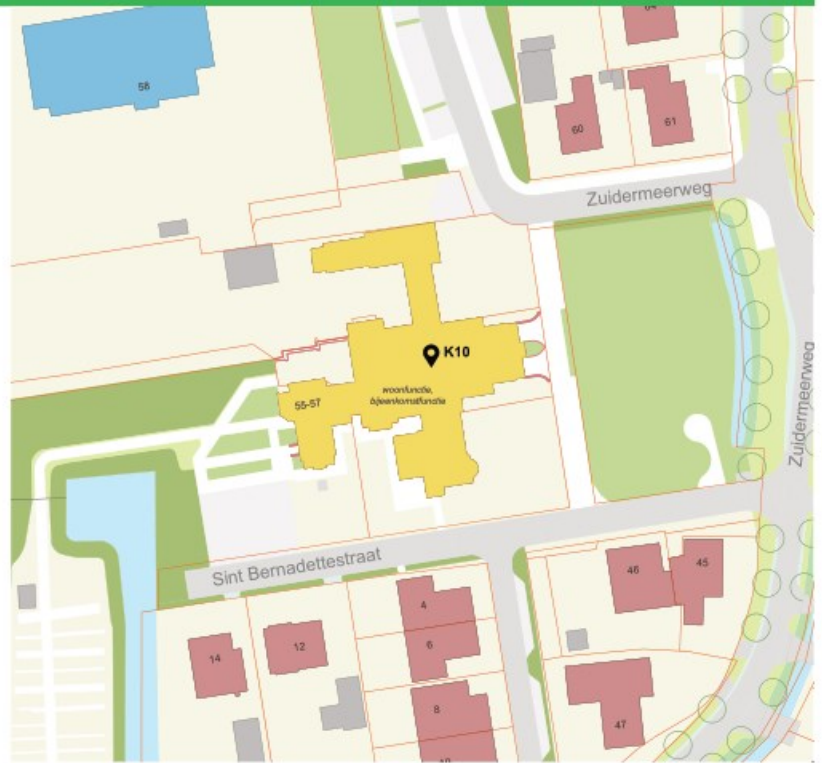 58
64
60
61
Zuidermeerweg
K10
woonfunctie,
bijeenkomstfunctie
55-57
Zuidermeerweg
Sint Bernadettestraat
46
45
4
14
12
6
8
47
10